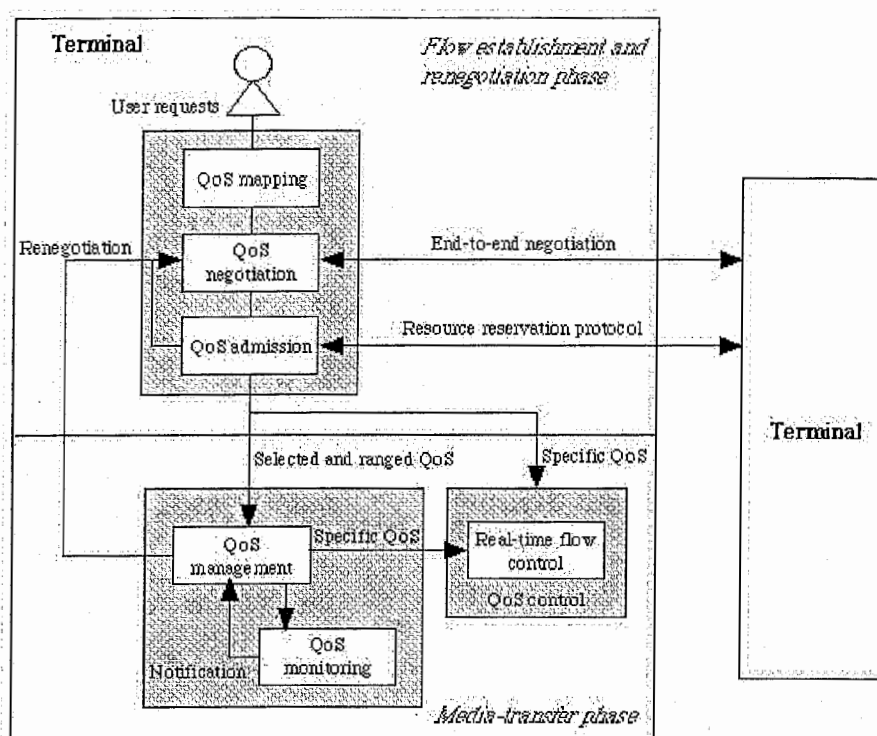 Terminal
Flow establishment and
renegotiation phase
User requests
QoS mapping
Renegotiation
QoS
negotiation
End-to-end negotiation
QoS admission
Resource reservation protocol
Terminal
Selected and ranged QoS
Specific QoS
QoS
management
Specific QoS
Real-time flow
control
QoS control
QoS
monitoring
Notification
Media-transfer phase